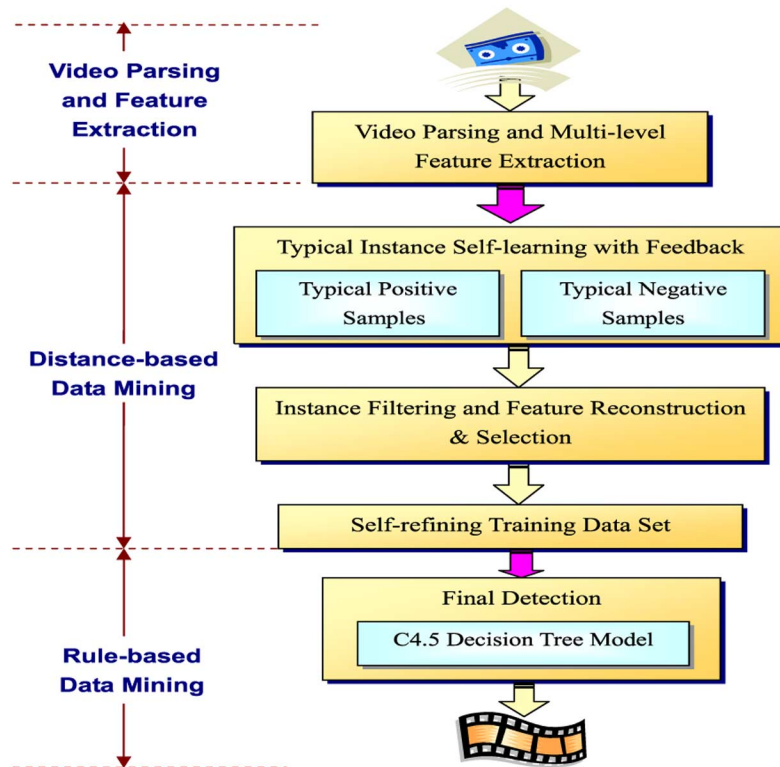 Video Parsing
and Feature
Extraction
Video Parsing and Multi-level
Feature Extraction
Distance-based
Data Mining
Typical Instance Self-learning with Feedback
Typical Positive
Samples
Typical Negative
Samples
Instance Filtering and Feature Reconstruction
& Selection
Self-refining Training Data Set
Rule-based
Data Mining
Final Detection
C4.5 Decision Tree Model